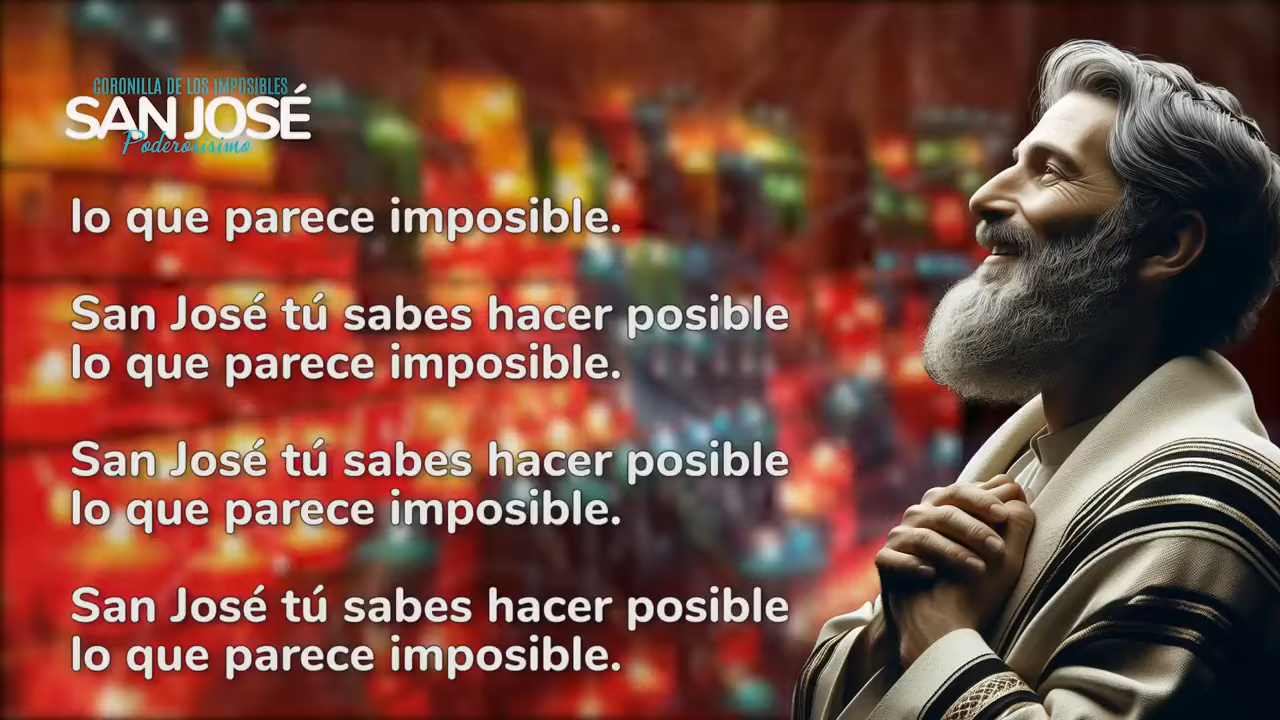 CORONILLA DE LOS IMPOSIBLES
SAN JOSÉ
Poderosísimo
lo que parece imposible.
San José tú sabes hacer posible
lo que parece imposible.
San José tú sabes hacer posible
lo que parece imposible.
San José tú sabes hacer posible
lo que parece imposible.